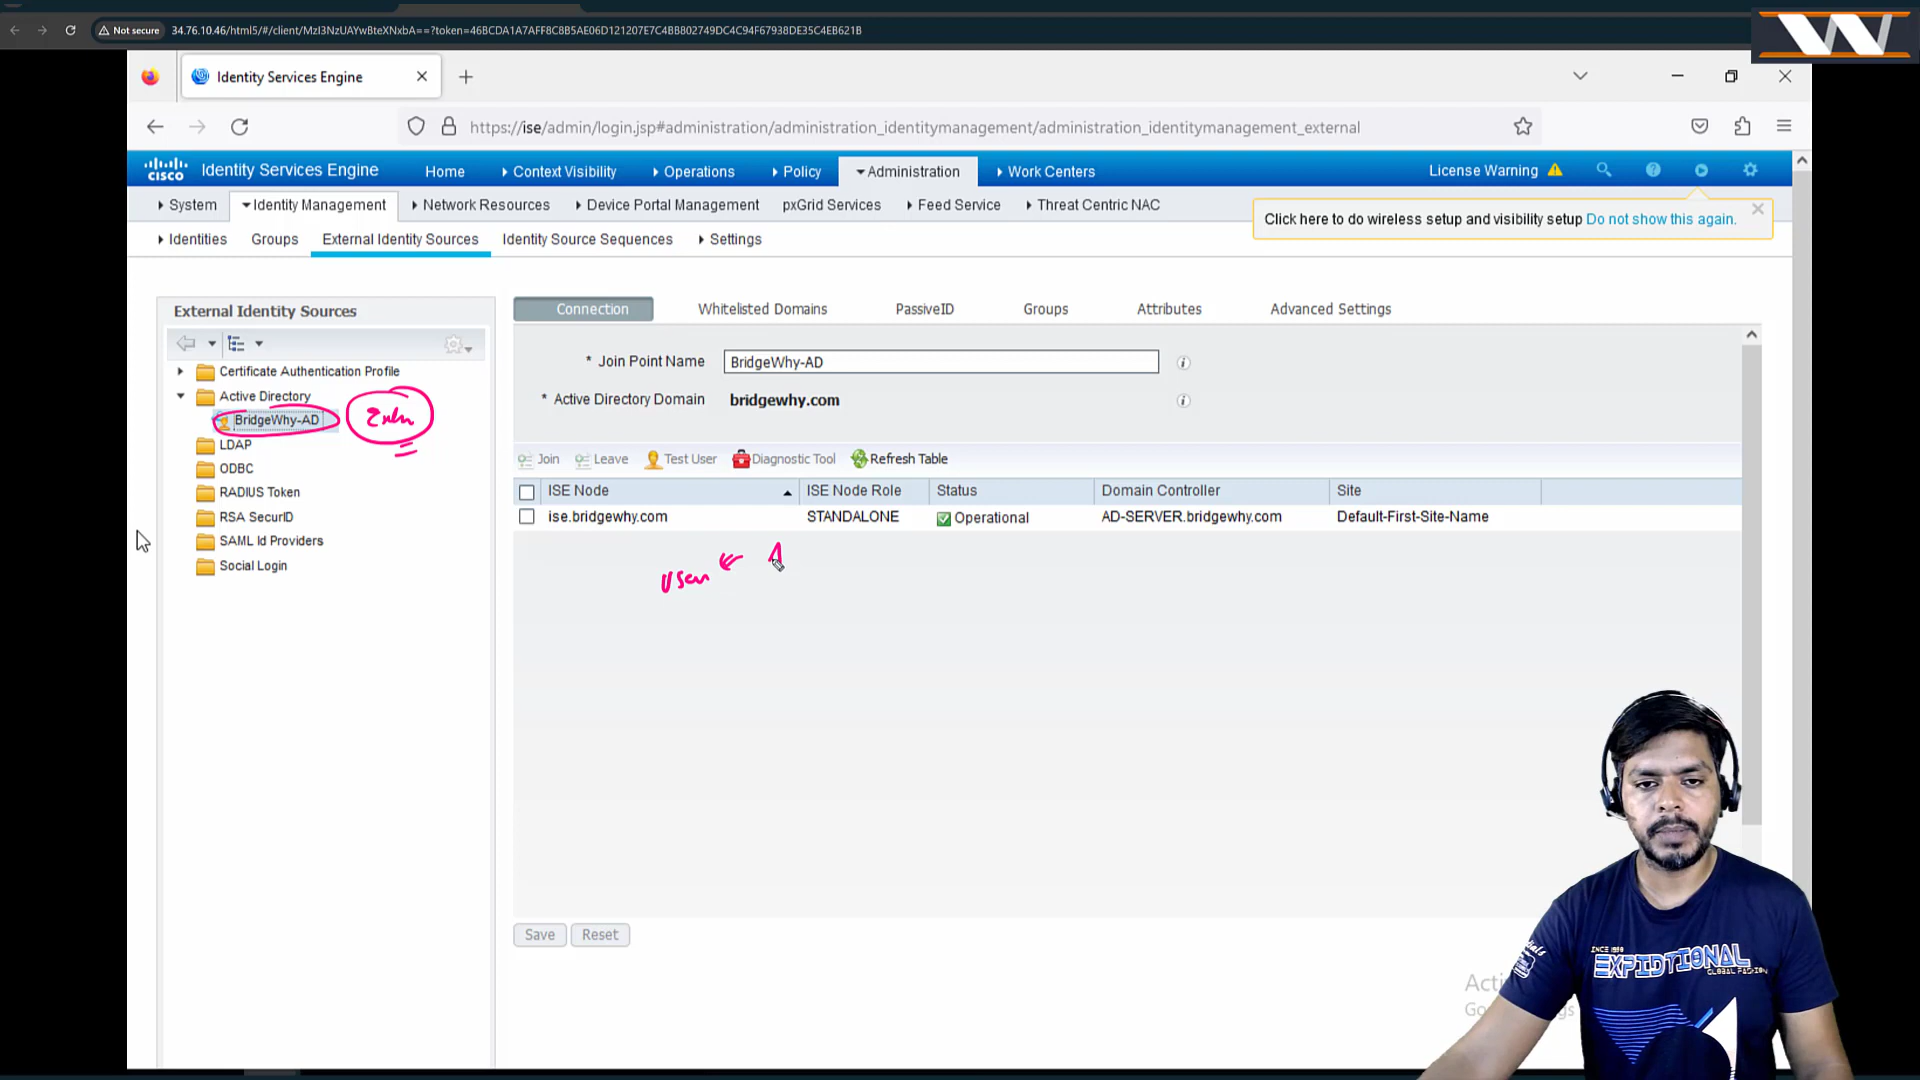 Not secure
34.76.10.46/html5/#/client/MzI3NzUAYwBteXNxbA==?token=46BCDA1A7AFF8C8B5AE06D121207E7C4BB802749DC4C94F67938DE35C4EB621B
Identity Services Engine
https://ise/admin/login.jsp#administration/administration_identitymanagement/administration_identitymanagement_external
CISCO Identity Services Engine Home Context Visibility Operations Policy Administration Work Centers License Warning
System Identity Management Network Resources Device Portal Management pxGrid Services Feed Service Threat Centric NAC
Click here to do wireless setup and visibility setup Do not show this again.
Identities Groups External Identity Sources Identity Source Sequences Settings
External Identity Sources
Certificate Authentication Profile
Active Directory
BridgeWhy-AD
LDAP
ODBC
RADIUS Token
RSA SecurID
SAML Id Providers
Social Login
Connection Whitelisted Domains PassiveID Groups Attributes Advanced Settings
* Join Point Name BridgeWhy-AD
* Active Directory Domain bridgewhy.com
Join Leave Test User Diagnostic Tool Refresh Table
ISE Node ISE Node Role Status Domain Controller Site
ise.bridgewhy.com STANDALONE Operational AD-SERVER.bridgewhy.com Default-First-Site-Name
User A
Save Reset
SINCE 1998
EXPIDTIONAL
GLOBAL FASHION